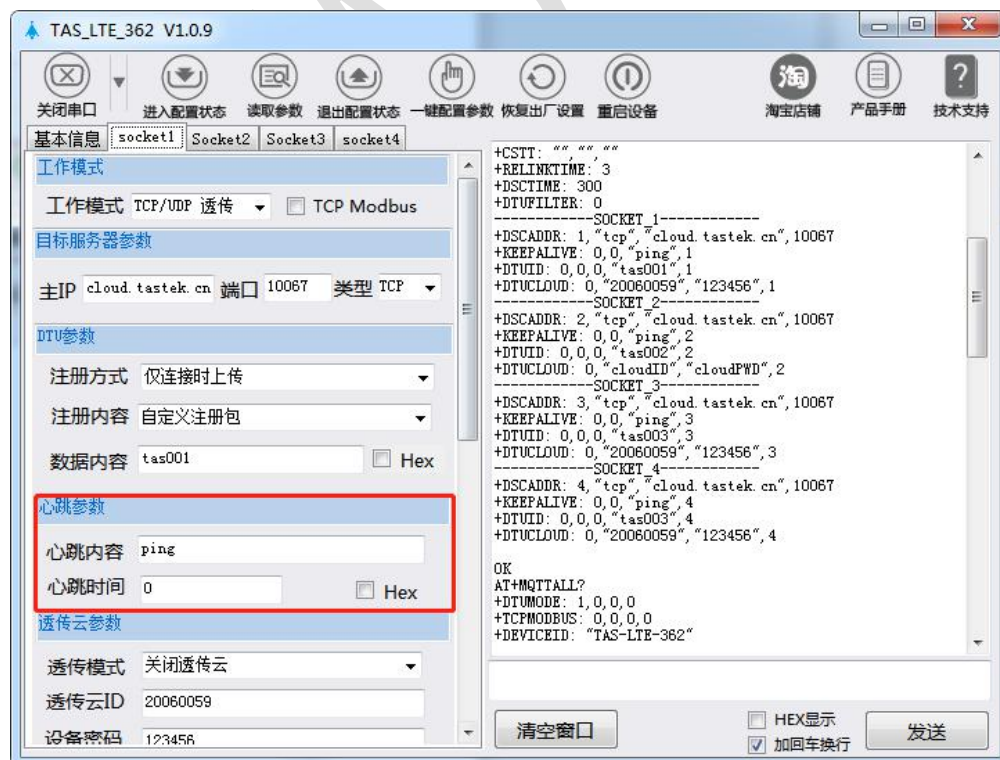 TAS_LTE_362 V1.0.9
关闭串口 进入配置状态 读取参数 退出配置状态 一键配置参数 恢复出厂设置 重启设备 淘 淘宝店铺 产品手册 ? 技术支持
基本信息 socket1 Socket2 Socket3 socket4
工作模式
工作模式 TCP/UDP 透传 TCP Modbus
目标服务器参数
主IP cloud.tastek.cn 端口 10067 类型 TCP
DTU参数
注册方式 仅连接时上传
注册内容 自定义注册包
数据内容 tas001 Hex
心跳参数
心跳内容 ping
心跳时间 0 Hex
透传云参数
透传模式 关闭透传云
透传云ID 20060059
设备密码 123456
+CSTT: "","",""
+RELINKTIME: 3
+DSCTIME: 300
+DTUFILTER: 0
------------SOCKET_1------------
+DSCADDR: 1,"tcp","cloud.tastek.cn",10067
+KEEPALIVE: 0,0,"ping",1
+DTUID: 0,0,0,"tas001",1
+DTUCLOUD: 0,"20060059","123456",1
------------SOCKET_2------------
+DSCADDR: 2,"tcp","cloud.tastek.cn",10067
+KEEPALIVE: 0,0,"ping",2
+DTUID: 0,0,0,"tas002",2
+DTUCLOUD: 0,"cloudID","cloudPWD",2
------------SOCKET_3------------
+DSCADDR: 3,"tcp","cloud.tastek.cn",10067
+KEEPALIVE: 0,0,"ping",3
+DTUID: 0,0,0,"tas003",3
+DTUCLOUD: 0,"20060059","123456",3
------------SOCKET_4------------
+DSCADDR: 4,"tcp","cloud.tastek.cn",10067
+KEEPALIVE: 0,0,"ping",4
+DTUID: 0,0,0,"tas003",4
+DTUCLOUD: 0,"20060059","123456",4
OK
AT+MQTTALL?
+DTUMODE: 1,0,0,0
+TCPMODBUS: 0,0,0,0
+DEVICEID: "TAS-LTE-362"
清空窗口 HEX显示 加回车换行 发送